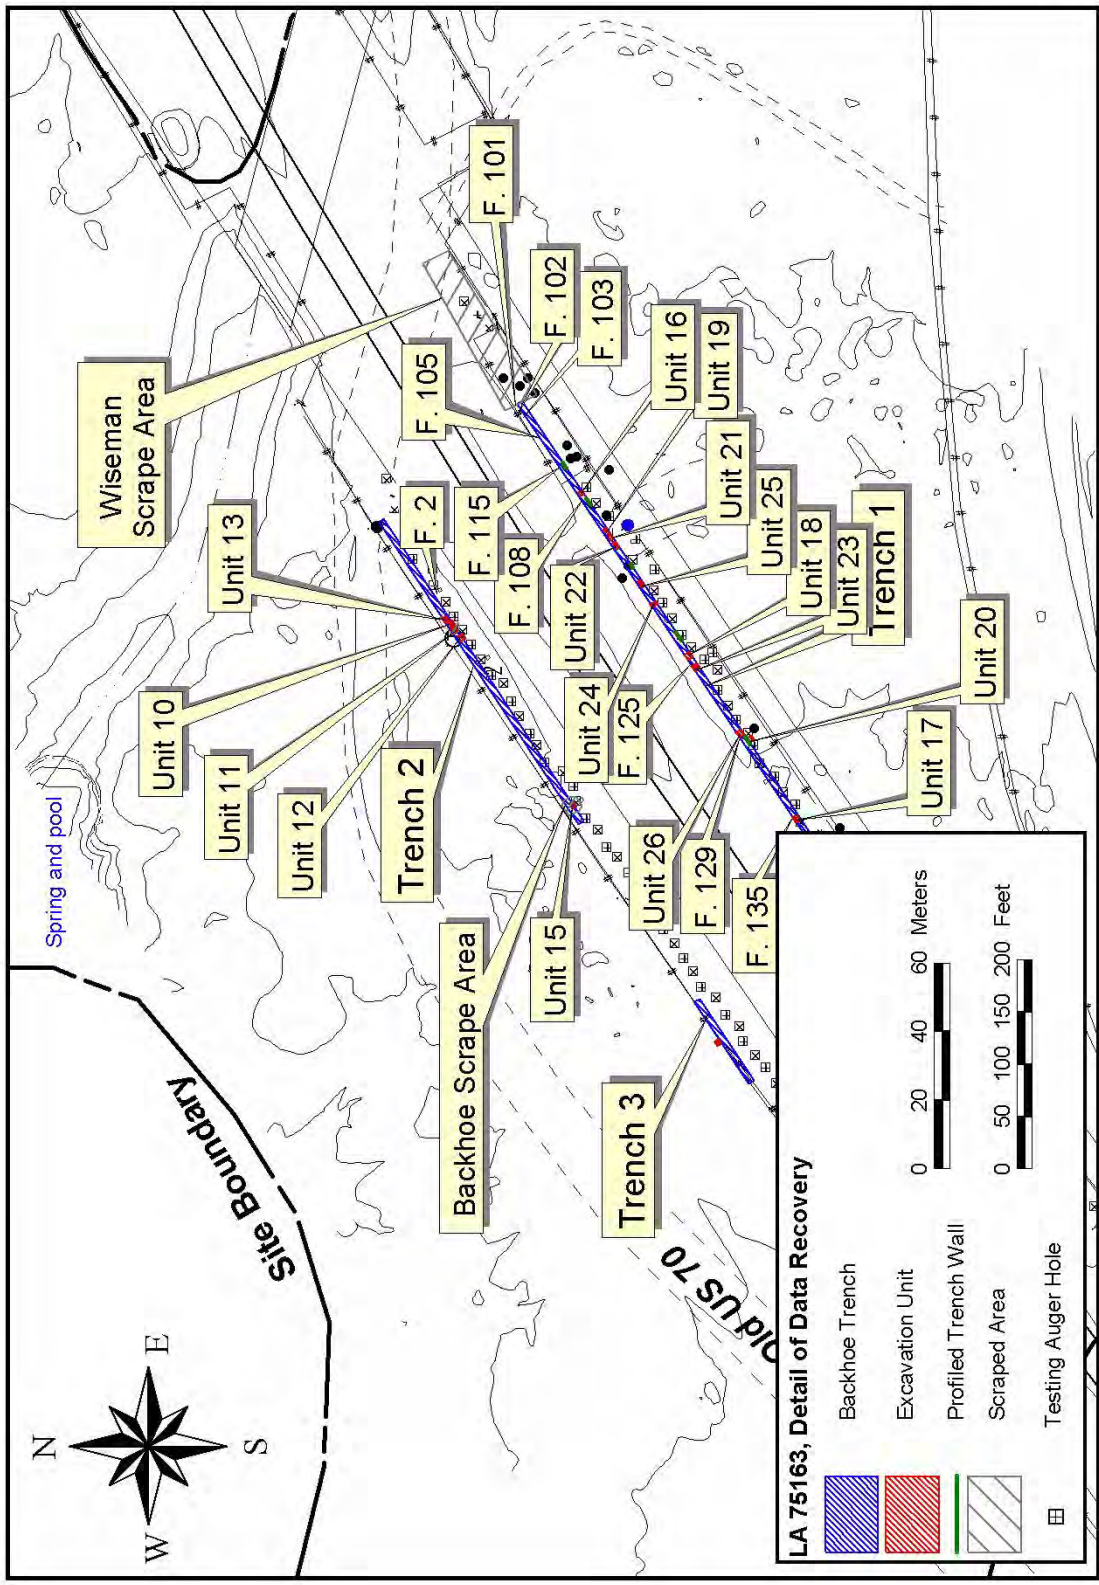 N
W
E
S
Site Boundary
Spring and pool
Old US 70
Wiseman
Scrape Area
Unit 13
Unit 10
Unit 11
Unit 12
Trench 2
Backhoe Scrape Area
Unit 15
Trench 3
F. 2
F. 105
F. 115
F. 108
Unit 22
Unit 24
F. 125
Unit 26
F. 129
F. 135
F. 101
F. 102
F. 103
Unit 16
Unit 19
Unit 21
Unit 25
Unit 18
Unit 23
Trench 1
Unit 20
Unit 17
LA 75163, Detail of Data Recovery
Backhoe Trench
Excavation Unit
Profiled Trench Wall
Scraped Area
Testing Auger Hole
0 20 40 60 Meters
0 50 100 150 200 Feet